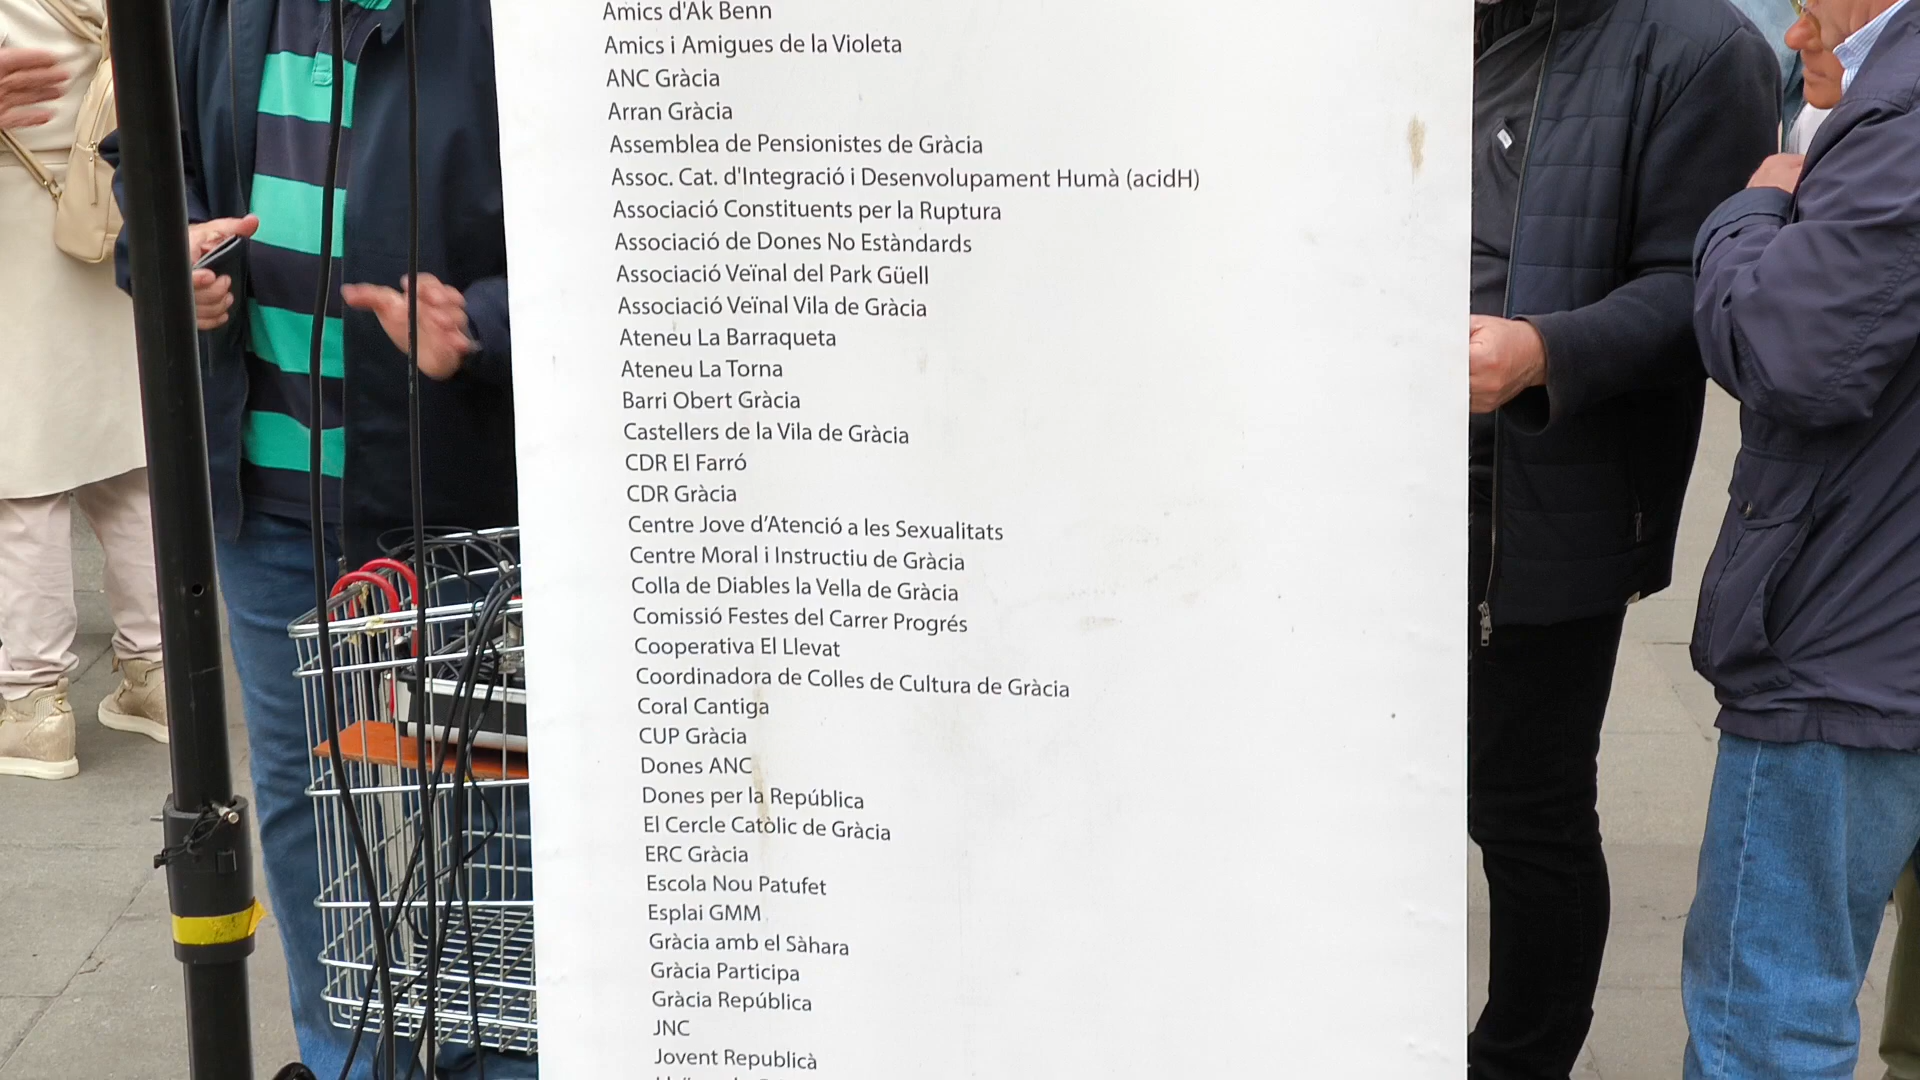 Amics d'Ak Benn
Amics i Amigues de la Violeta
ANC Gràcia
Arran Gràcia
Assemblea de Pensionistes de Gràcia
Assoc. Cat. d'Integració i Desenvolupament Humà (acidH)
Associació Constituents per la Ruptura
Associació de Dones No Estàndards
Associació Veïnal del Park Güell
Associació Veïnal Vila de Gràcia
Ateneu La Barraqueta
Ateneu La Torna
Barri Obert Gràcia
Castellers de la Vila de Gràcia
CDR El Farró
CDR Gràcia
Centre Jove d’Atenció a les Sexualitats
Centre Moral i Instructiu de Gràcia
Colla de Diables la Vella de Gràcia
Comissió Festes del Carrer Progrés
Cooperativa El Llevat
Coordinadora de Colles de Cultura de Gràcia
Coral Cantiga
CUP Gràcia
Dones ANC
Dones per la República
El Cercle Catòlic de Gràcia
ERC Gràcia
Escola Nou Patufet
Esplai GMM
Gràcia amb el Sàhara
Gràcia Participa
Gràcia República
JNC
Jovent Republicà